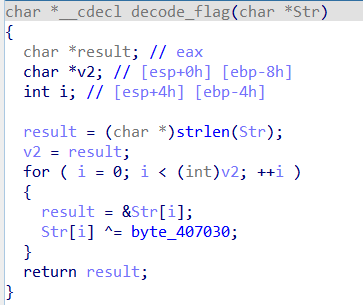 char *__cdecl decode_flag(char *Str)
{
  char *result; // eax
  char *v2; // [esp+0h] [ebp-8h]
  int i; // [esp+4h] [ebp-4h]

  result = (char *)strlen(Str);
  v2 = result;
  for ( i = 0; i < (int)v2; ++i )
  {
    result = &Str[i];
    Str[i] ^= byte_407030;
  }
  return result;
}